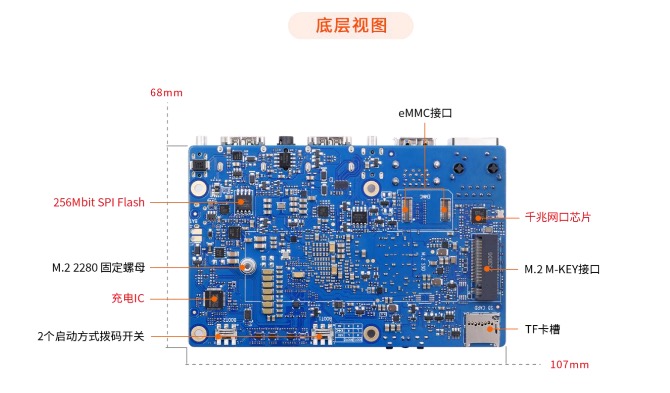 底层视图
68mm
eMMC接口
256Mbit SPI Flash
千兆网口芯片
M.2 2280 固定螺母
M.2 M-KEY接口
充电IC
TF卡槽
2个启动方式拨码开关
107mm